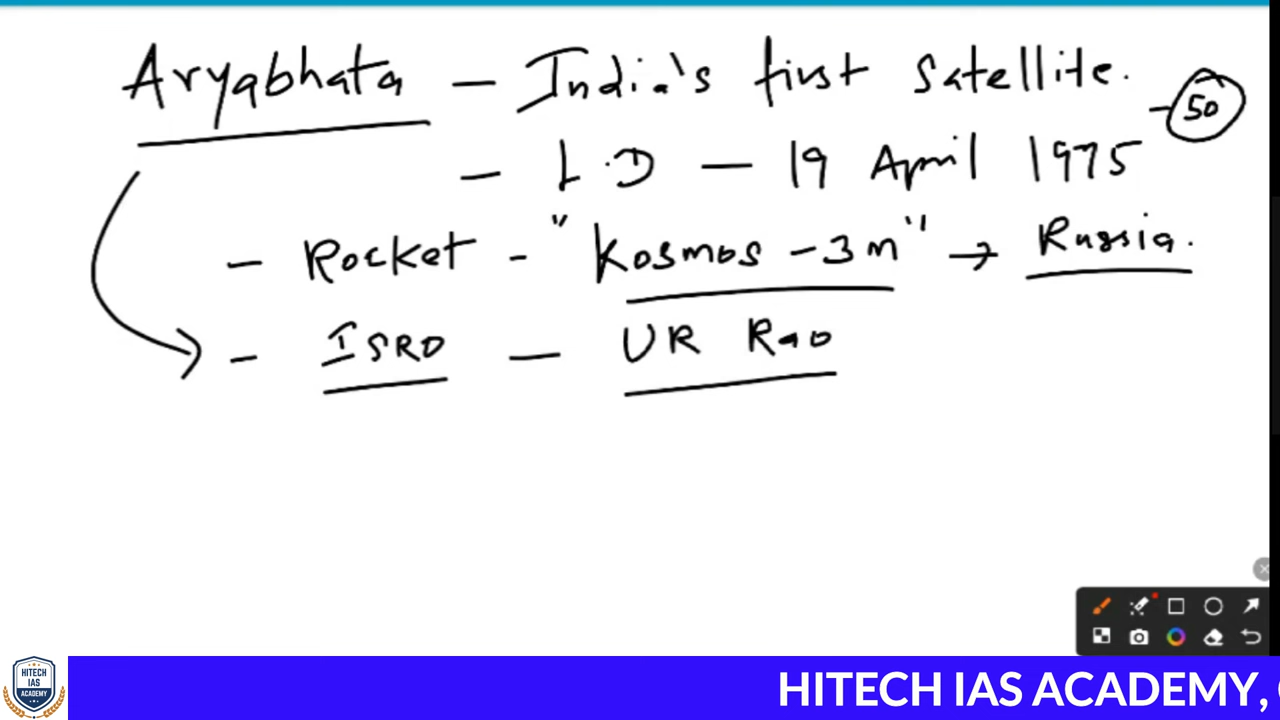 Aryabhata - India's first Satellite.
- 50
- L.D - 19 April 1975
- Rocket - "Kosmos - 3m" → Russia.
- ISRO - UR Rao
HITECH
IAS
ACADEMY
HITECH IAS ACADEMY,